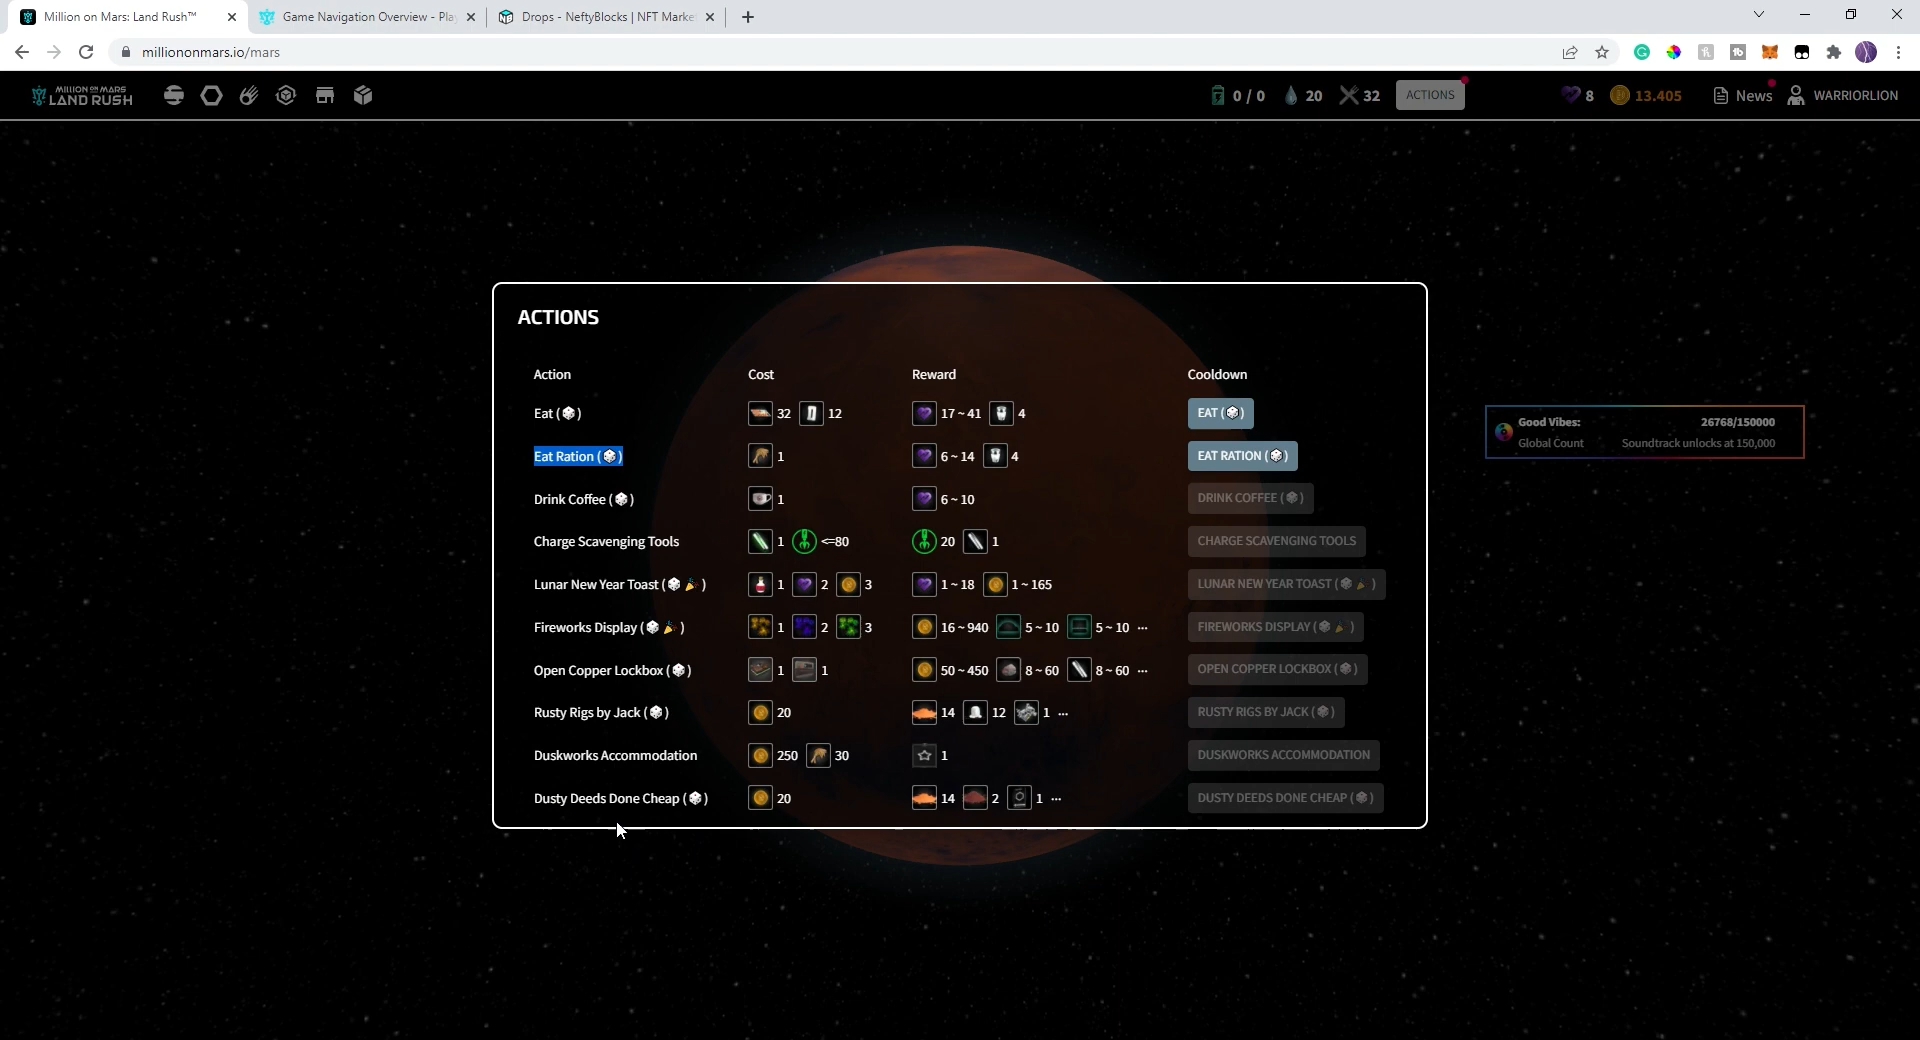 Million on Mars: Land Rush™
Game Navigation Overview - Play
Drops - NeftyBlocks | NFT Marke
milliononmars.io/mars
MILLION ON MARS
LAND RUSH
0 / 0
20
32
ACTIONS
8
13.405
News
WARRIORLION
ACTIONS
Action Cost Reward Cooldown
Eat ( ) 32 12 17 ~ 41 4 EAT ( )
Eat Ration ( ) 1 6 ~ 14 4 EAT RATION ( )
Drink Coffee ( ) 1 6 ~ 10 DRINK COFFEE ( )
Charge Scavenging Tools 1 <=80 20 1 CHARGE SCAVENGING TOOLS
Lunar New Year Toast ( ) 1 2 3 1 ~ 18 1 ~ 165 LUNAR NEW YEAR TOAST ( )
Fireworks Display ( ) 1 2 3 16 ~ 940 5 ~ 10 5 ~ 10 ... FIREWORKS DISPLAY ( )
Open Copper Lockbox ( ) 1 1 50 ~ 450 8 ~ 60 8 ~ 60 ... OPEN COPPER LOCKBOX ( )
Rusty Rigs by Jack ( ) 20 14 12 1 ... RUSTY RIGS BY JACK ( )
Duskworks Accommodation 250 30 1 DUSKWORKS ACCOMMODATION
Dusty Deeds Done Cheap ( ) 20 14 2 1 ... DUSTY DEEDS DONE CHEAP ( )
Good Vibes: 26768/150000
Global Count Soundtrack unlocks at 150,000